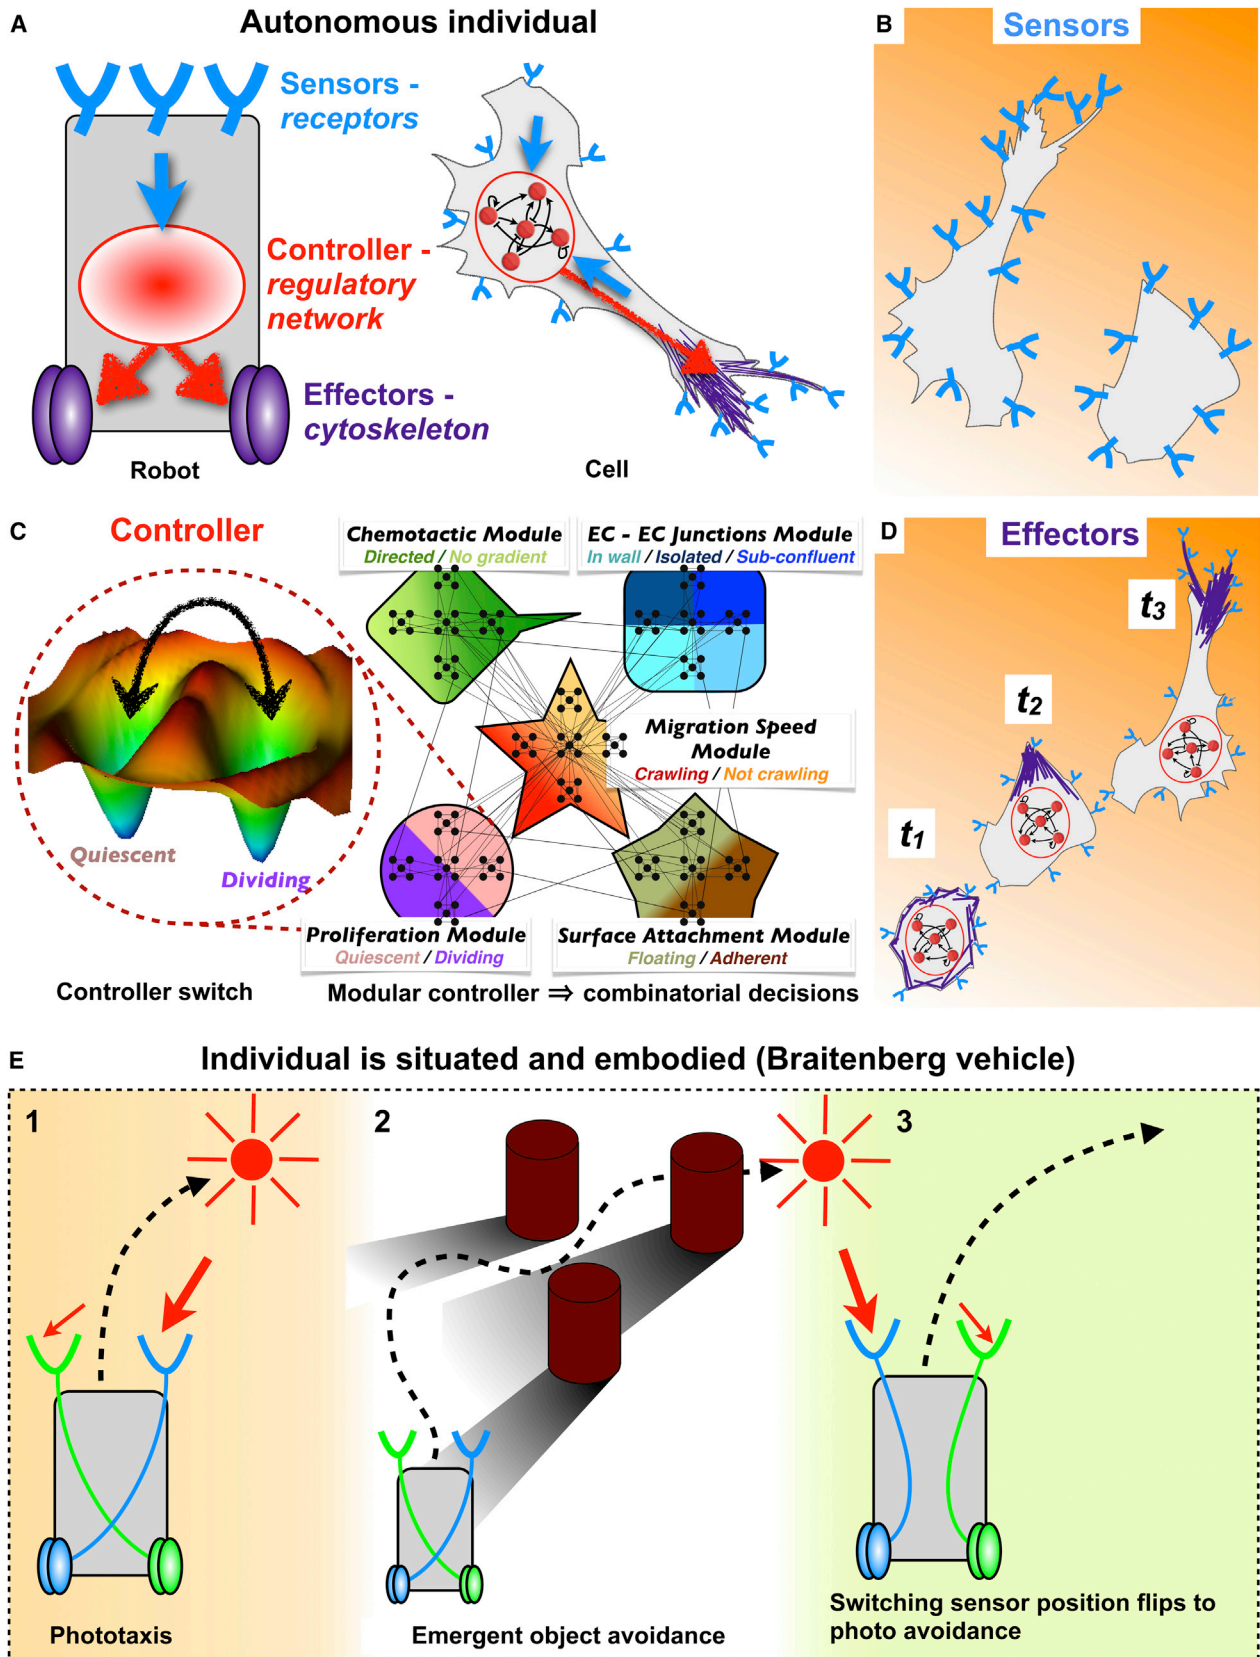 A
Autonomous individual
Sensors -
receptors
Controller -
regulatory
network
Effectors -
cytoskeleton
Robot
Cell
B
Sensors
C
Controller
Quiescent
Dividing
Controller switch
Chemotactic Module
Directed / No gradient
EC - EC Junctions Module
In wall / Isolated / Sub-confluent
Migration Speed
Module
Crawling / Not crawling
Proliferation Module
Quiescent / Dividing
Surface Attachment Module
Floating / Adherent
Modular controller ⇒ combinatorial decisions
D
Effectors
t1
t2
t3
E
Individual is situated and embodied (Braitenberg vehicle)
1
Phototaxis
2
Emergent object avoidance
3
Switching sensor position flips to
photo avoidance